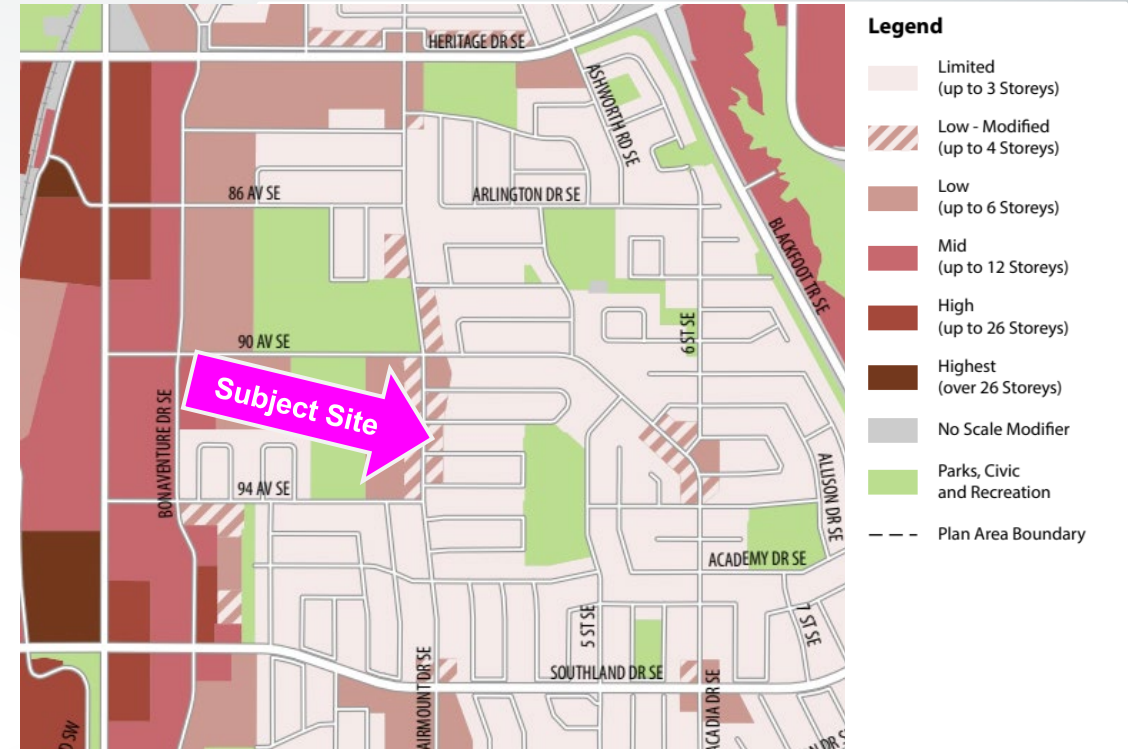 HERITAGE DR SE
ASHWORTH RD SE
86 AV SE
ARLINGTON DR SE
BLACKFOOT TR SE
6 ST SE
90 AV SE
Subject Site
BONAVENTURE DR SE
94 AV SE
ALLISON DR SE
ACADEMY DR SE
5 ST SE
7 ST SE
SOUTHLAND DR SE
AIRMOUNT DR SE
ACADIA DR SE
D SW
N DR S
Legend
Limited
(up to 3 Storeys)
Low - Modified
(up to 4 Storeys)
Low
(up to 6 Storeys)
Mid
(up to 12 Storeys)
High
(up to 26 Storeys)
Highest
(over 26 Storeys)
No Scale Modifier
Parks, Civic
and Recreation
Plan Area Boundary